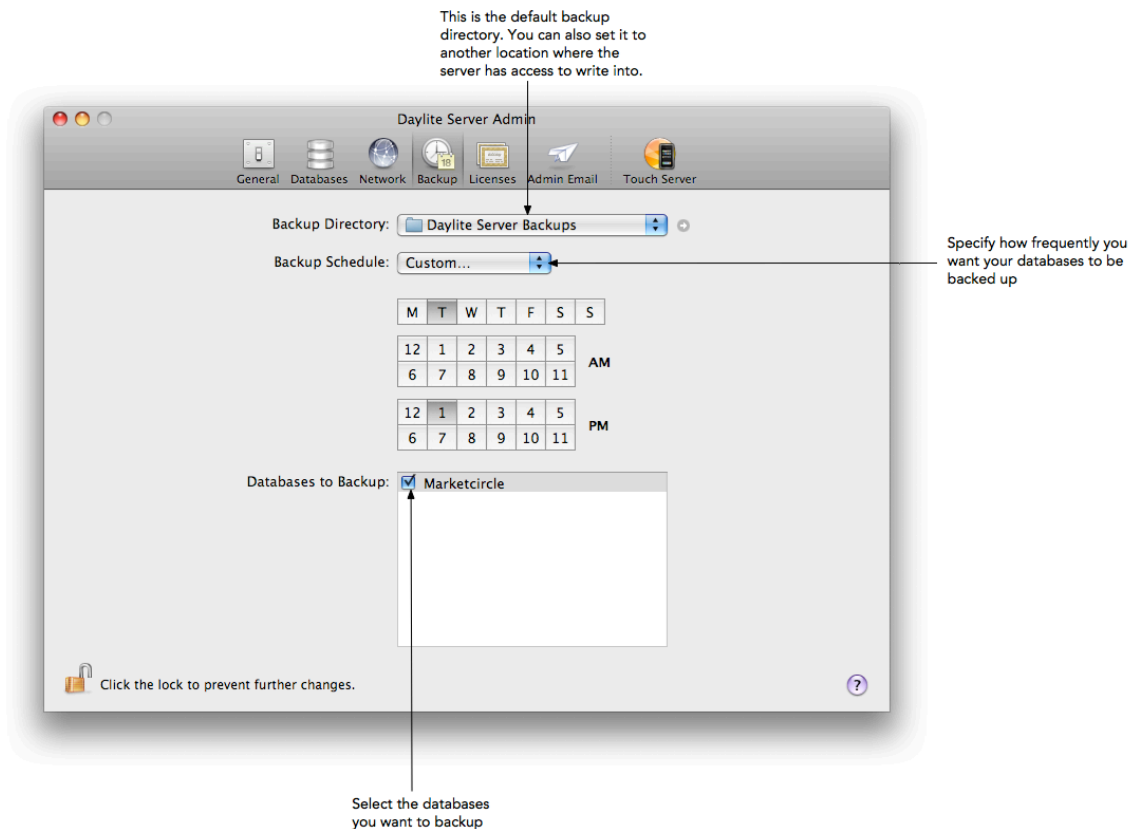 This is the default backup
directory. You can also set it to
another location where the
server has access to write into.
Daylite Server Admin
General Databases Network Backup Licenses Admin Email Touch Server
18
Backup Directory: Daylite Server Backups
Backup Schedule: Custom...
Specify how frequently you
want your databases to be
backed up
M T W T F S S
12 1 2 3 4 5
AM
6 7 8 9 10 11
12 1 2 3 4 5
PM
6 7 8 9 10 11
Databases to Backup: Marketcircle
Click the lock to prevent further changes.
?
Select the databases
you want to backup